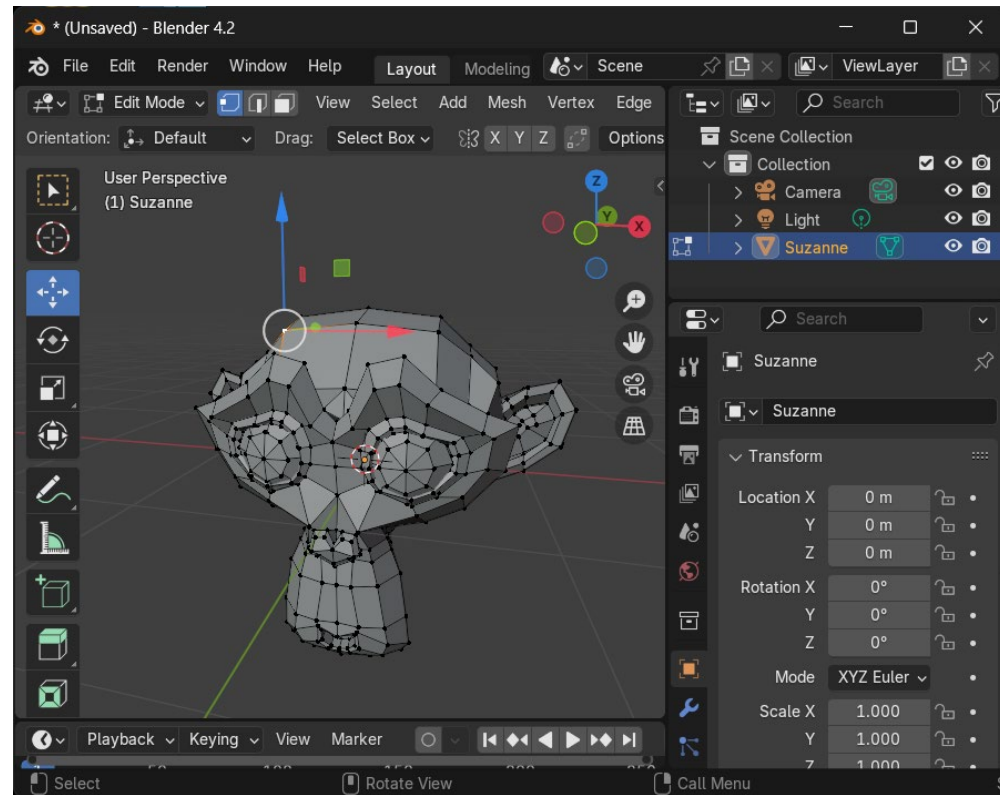 * (Unsaved) - Blender 4.2
File Edit Render Window Help Layout Modeling Scene ViewLayer
Edit Mode View Select Add Mesh Vertex Edge Search
Orientation: Default Drag: Select Box X Y Z Options
Scene Collection
Collection
Camera
Light
Suzanne
User Perspective
(1) Suzanne
Z
Y
X
Search
Suzanne
Suzanne
Transform
Location X 0 m
Y 0 m
Z 0 m
Rotation X 0°
Y 0°
Z 0°
Mode XYZ Euler
Scale X 1.000
Y 1.000
Z 1.000
Playback Keying View Marker
Select Rotate View Call Menu